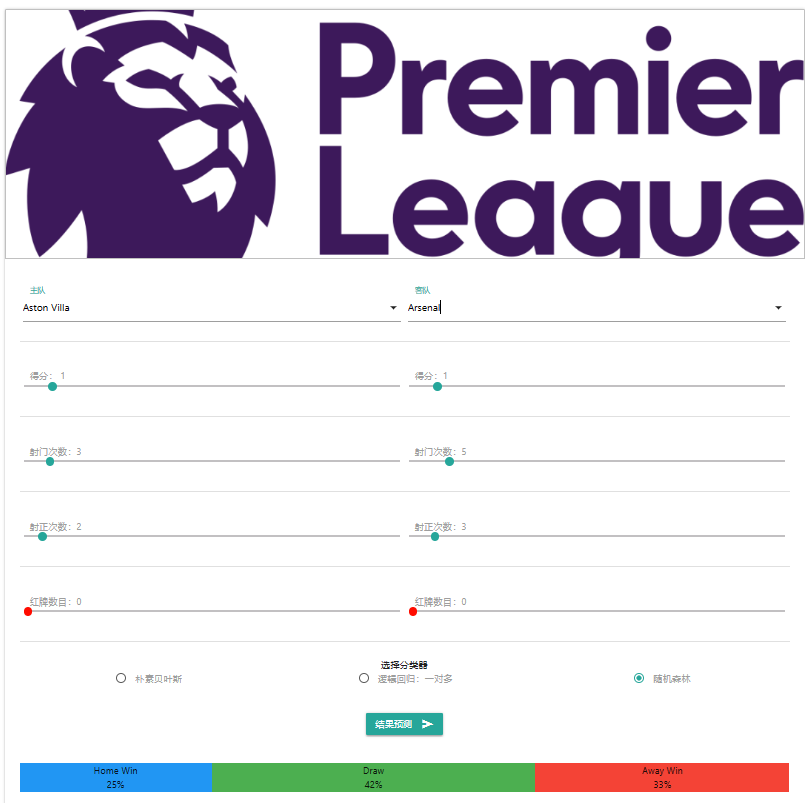 Premier
League
主队 客队
Aston Villa Arsenal
得分： 1 得分： 1
射门次数：3 射门次数：5
射正次数：2 射正次数：3
红牌数目：0 红牌数目：0
选择分类器
朴素贝叶斯 逻辑回归：一对多 随机森林
结果预测
Home Win Draw Away Win
25% 42% 33%